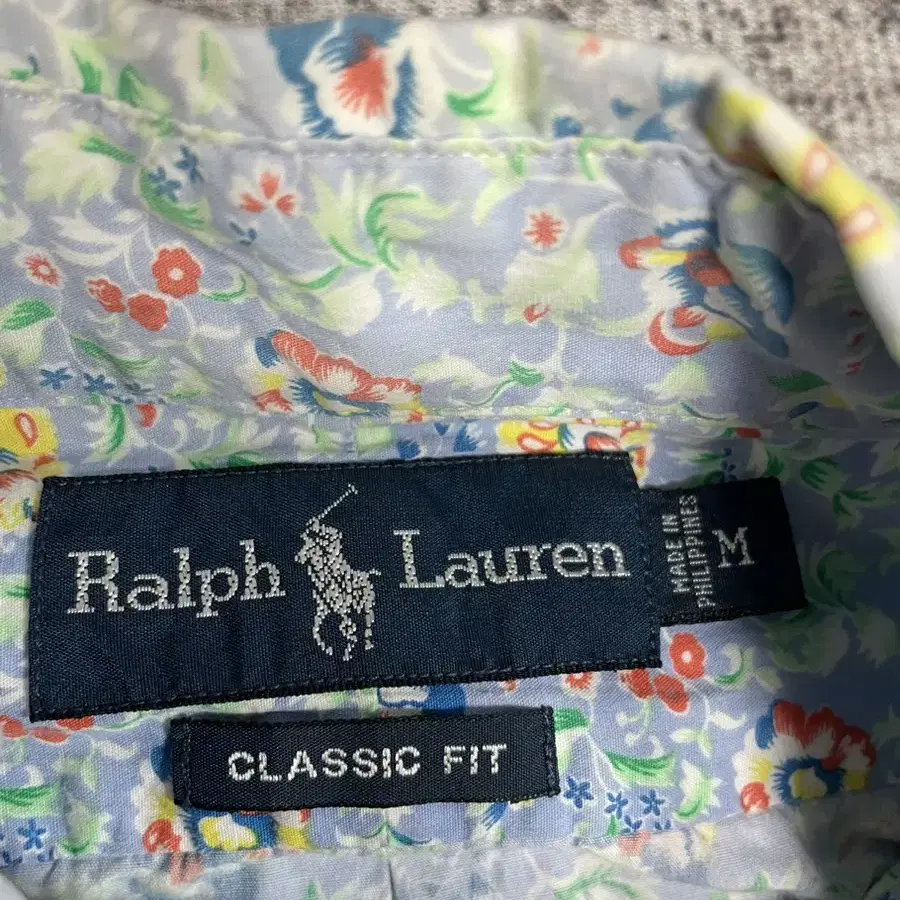 Ralph Lauren
MADE IN
PHILIPPINES
M
CLASSIC FIT